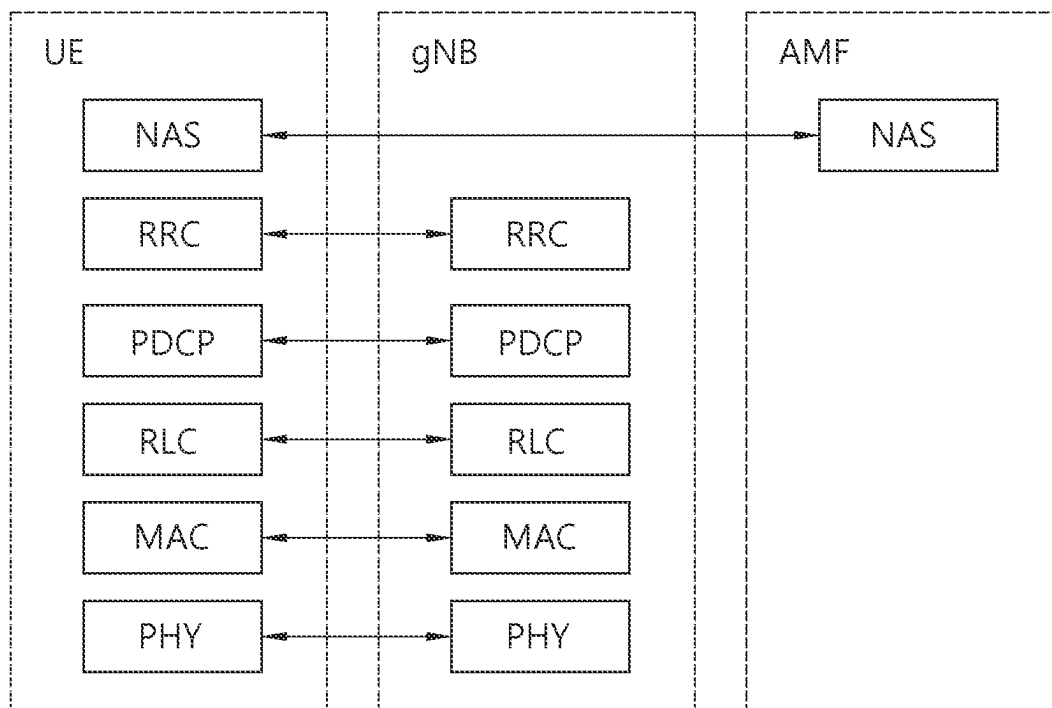 UE gNB AMF
NAS NAS
RRC RRC
PDCP PDCP
RLC RLC
MAC MAC
PHY PHY